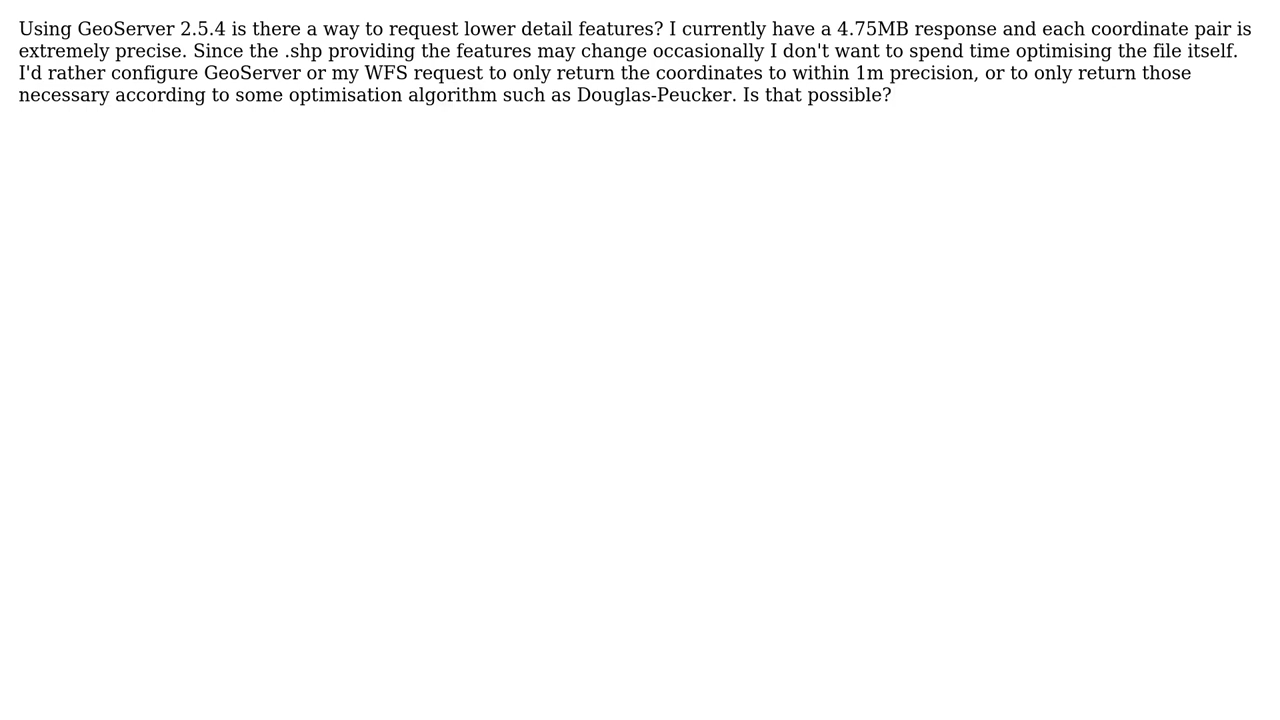 Using GeoServer 2.5.4 is there a way to request lower detail features? I currently have a 4.75MB response and each coordinate pair is
extremely precise. Since the .shp providing the features may change occasionally I don't want to spend time optimising the file itself.
I'd rather configure GeoServer or my WFS request to only return the coordinates to within 1m precision, or to only return those
necessary according to some optimisation algorithm such as Douglas-Peucker. Is that possible?